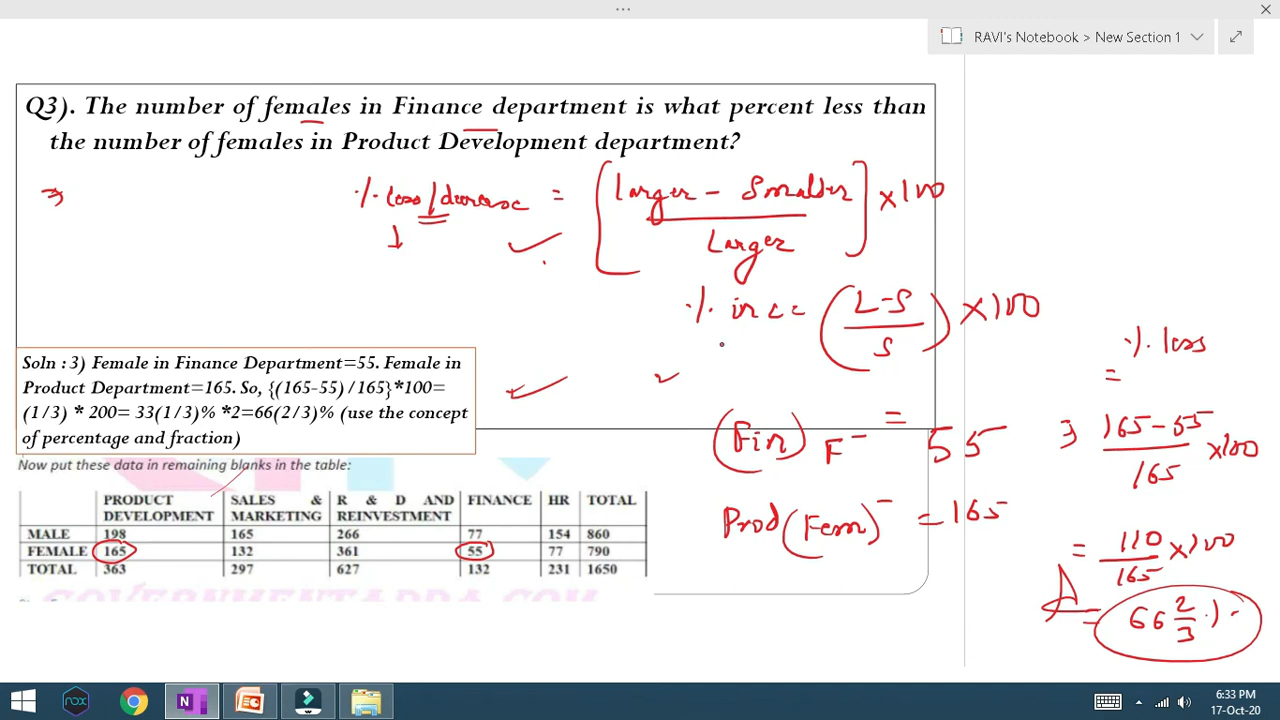 RAVI's Notebook > New Section 1
Q3). The number of females in Finance department is what percent less than
the number of females in Product Development department?
⇒ % less/decrease = [Larger - Smaller / Larger] × 100
% inc = (L-S / S) × 100
Soln : 3) Female in Finance Department=55. Female in
Product Department=165. So, {(165-55)/165}*100=
(1/3) * 200= 33(1/3)% *2=66(2/3)% (use the concept
of percentage and fraction)
(Fin) F = 55
Prod (Fem) = 165
% less
=
⇒ 165-55 / 165 × 100
= 110 / 165 × 100
= 66 2/3 %
Now put these data in remaining blanks in the table:
PRODUCT DEVELOPMENT SALES & MARKETING R & D AND REINVESTMENT FINANCE HR TOTAL
MALE 198 165 266 77 154 860
FEMALE 165 132 361 55 77 790
TOTAL 363 297 627 132 231 1650
nox
N
6:33 PM
17-Oct-20